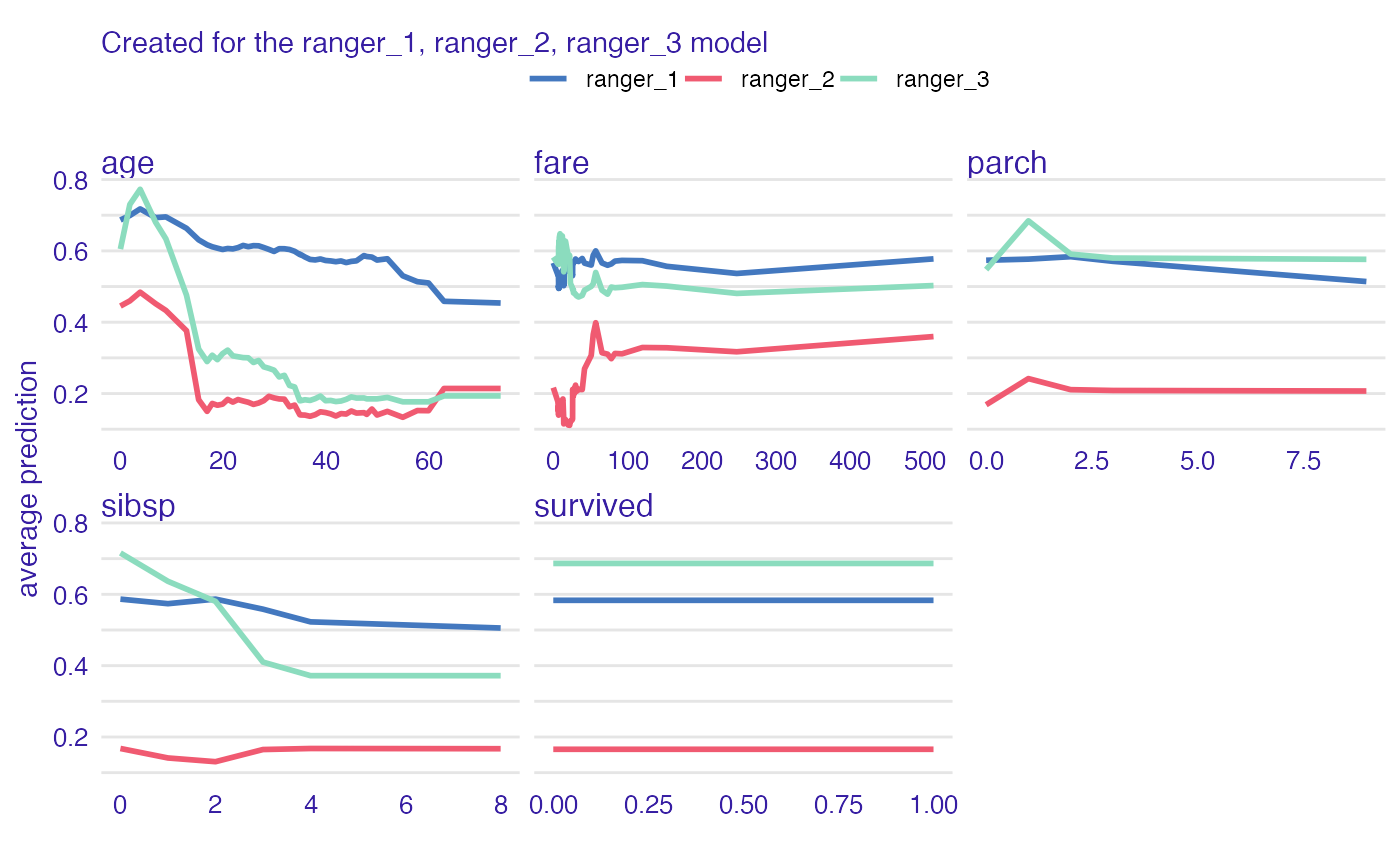 Created for the ranger_1, ranger_2, ranger_3 model
ranger_1 ranger_2 ranger_3
age fare parch
0.8
0.6
0.4
0.2
0 20 40 60 0 100 200 300 400 500 0.0 2.5 5.0 7.5
average prediction
sibsp survived
0.8
0.6
0.4
0.2
0 2 4 6 8 0.00 0.25 0.50 0.75 1.00